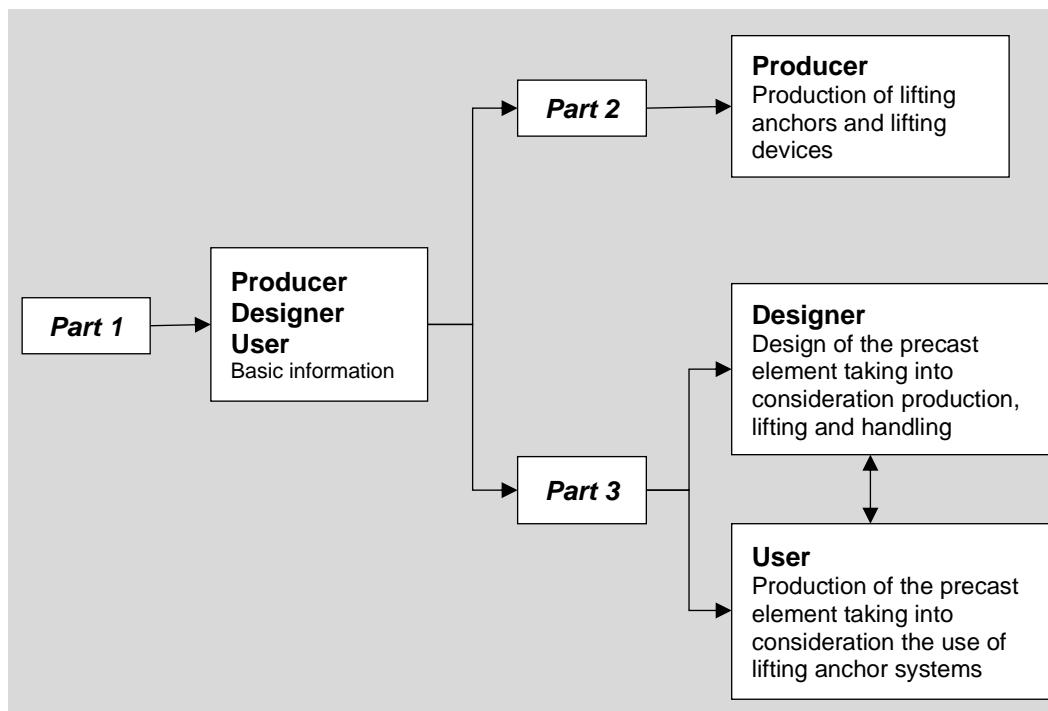 Part 1
Producer
Designer
User
Basic information
Part 2
Producer
Production of lifting
anchors and lifting
devices
Part 3
Designer
Design of the precast
element taking into
consideration production,
lifting and handling
User
Production of the precast
element taking into
consideration the use of
lifting anchor systems